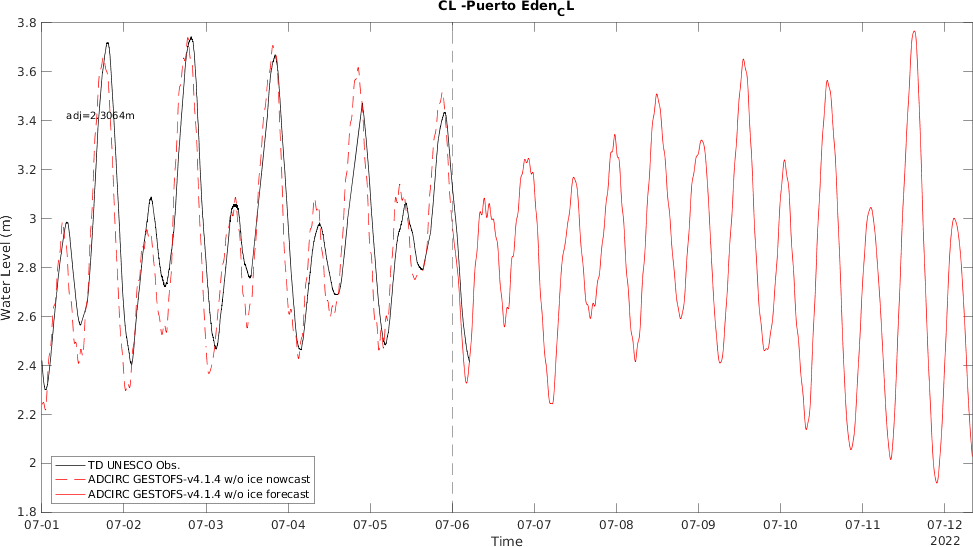 CL -Puerto Eden_CL
3.8
3.6
3.4
3.2
3
2.8
2.6
2.4
2.2
2
1.8
Water Level (m)
adj=2.3064m
TD UNESCO Obs.
ADCIRC GESTOFS-v4.1.4 w/o ice nowcast
ADCIRC GESTOFS-v4.1.4 w/o ice forecast
07-01 07-02 07-03 07-04 07-05 07-06 07-07 07-08 07-09 07-10 07-11 07-12
Time
2022